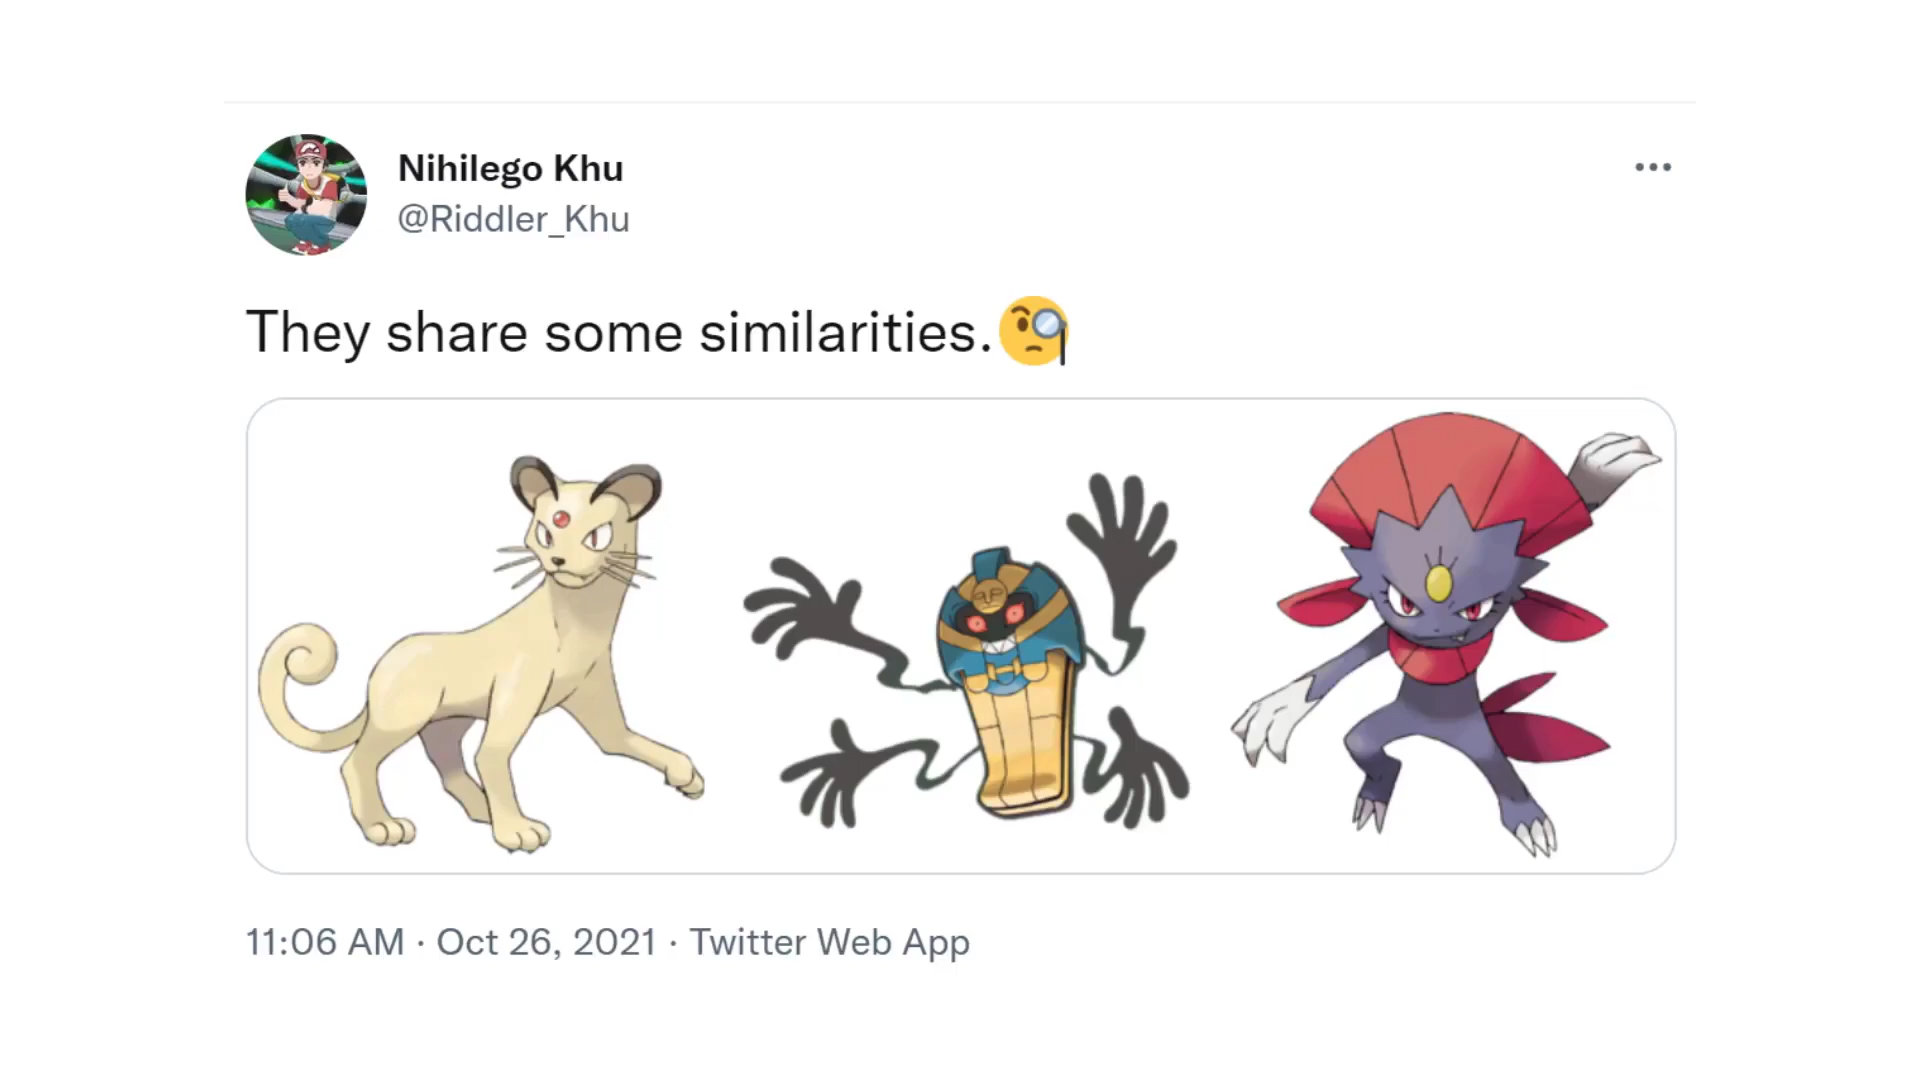 Nihilego Khu
@Riddler_Khu
They share some similarities.🧐
11:06 AM · Oct 26, 2021 · Twitter Web App